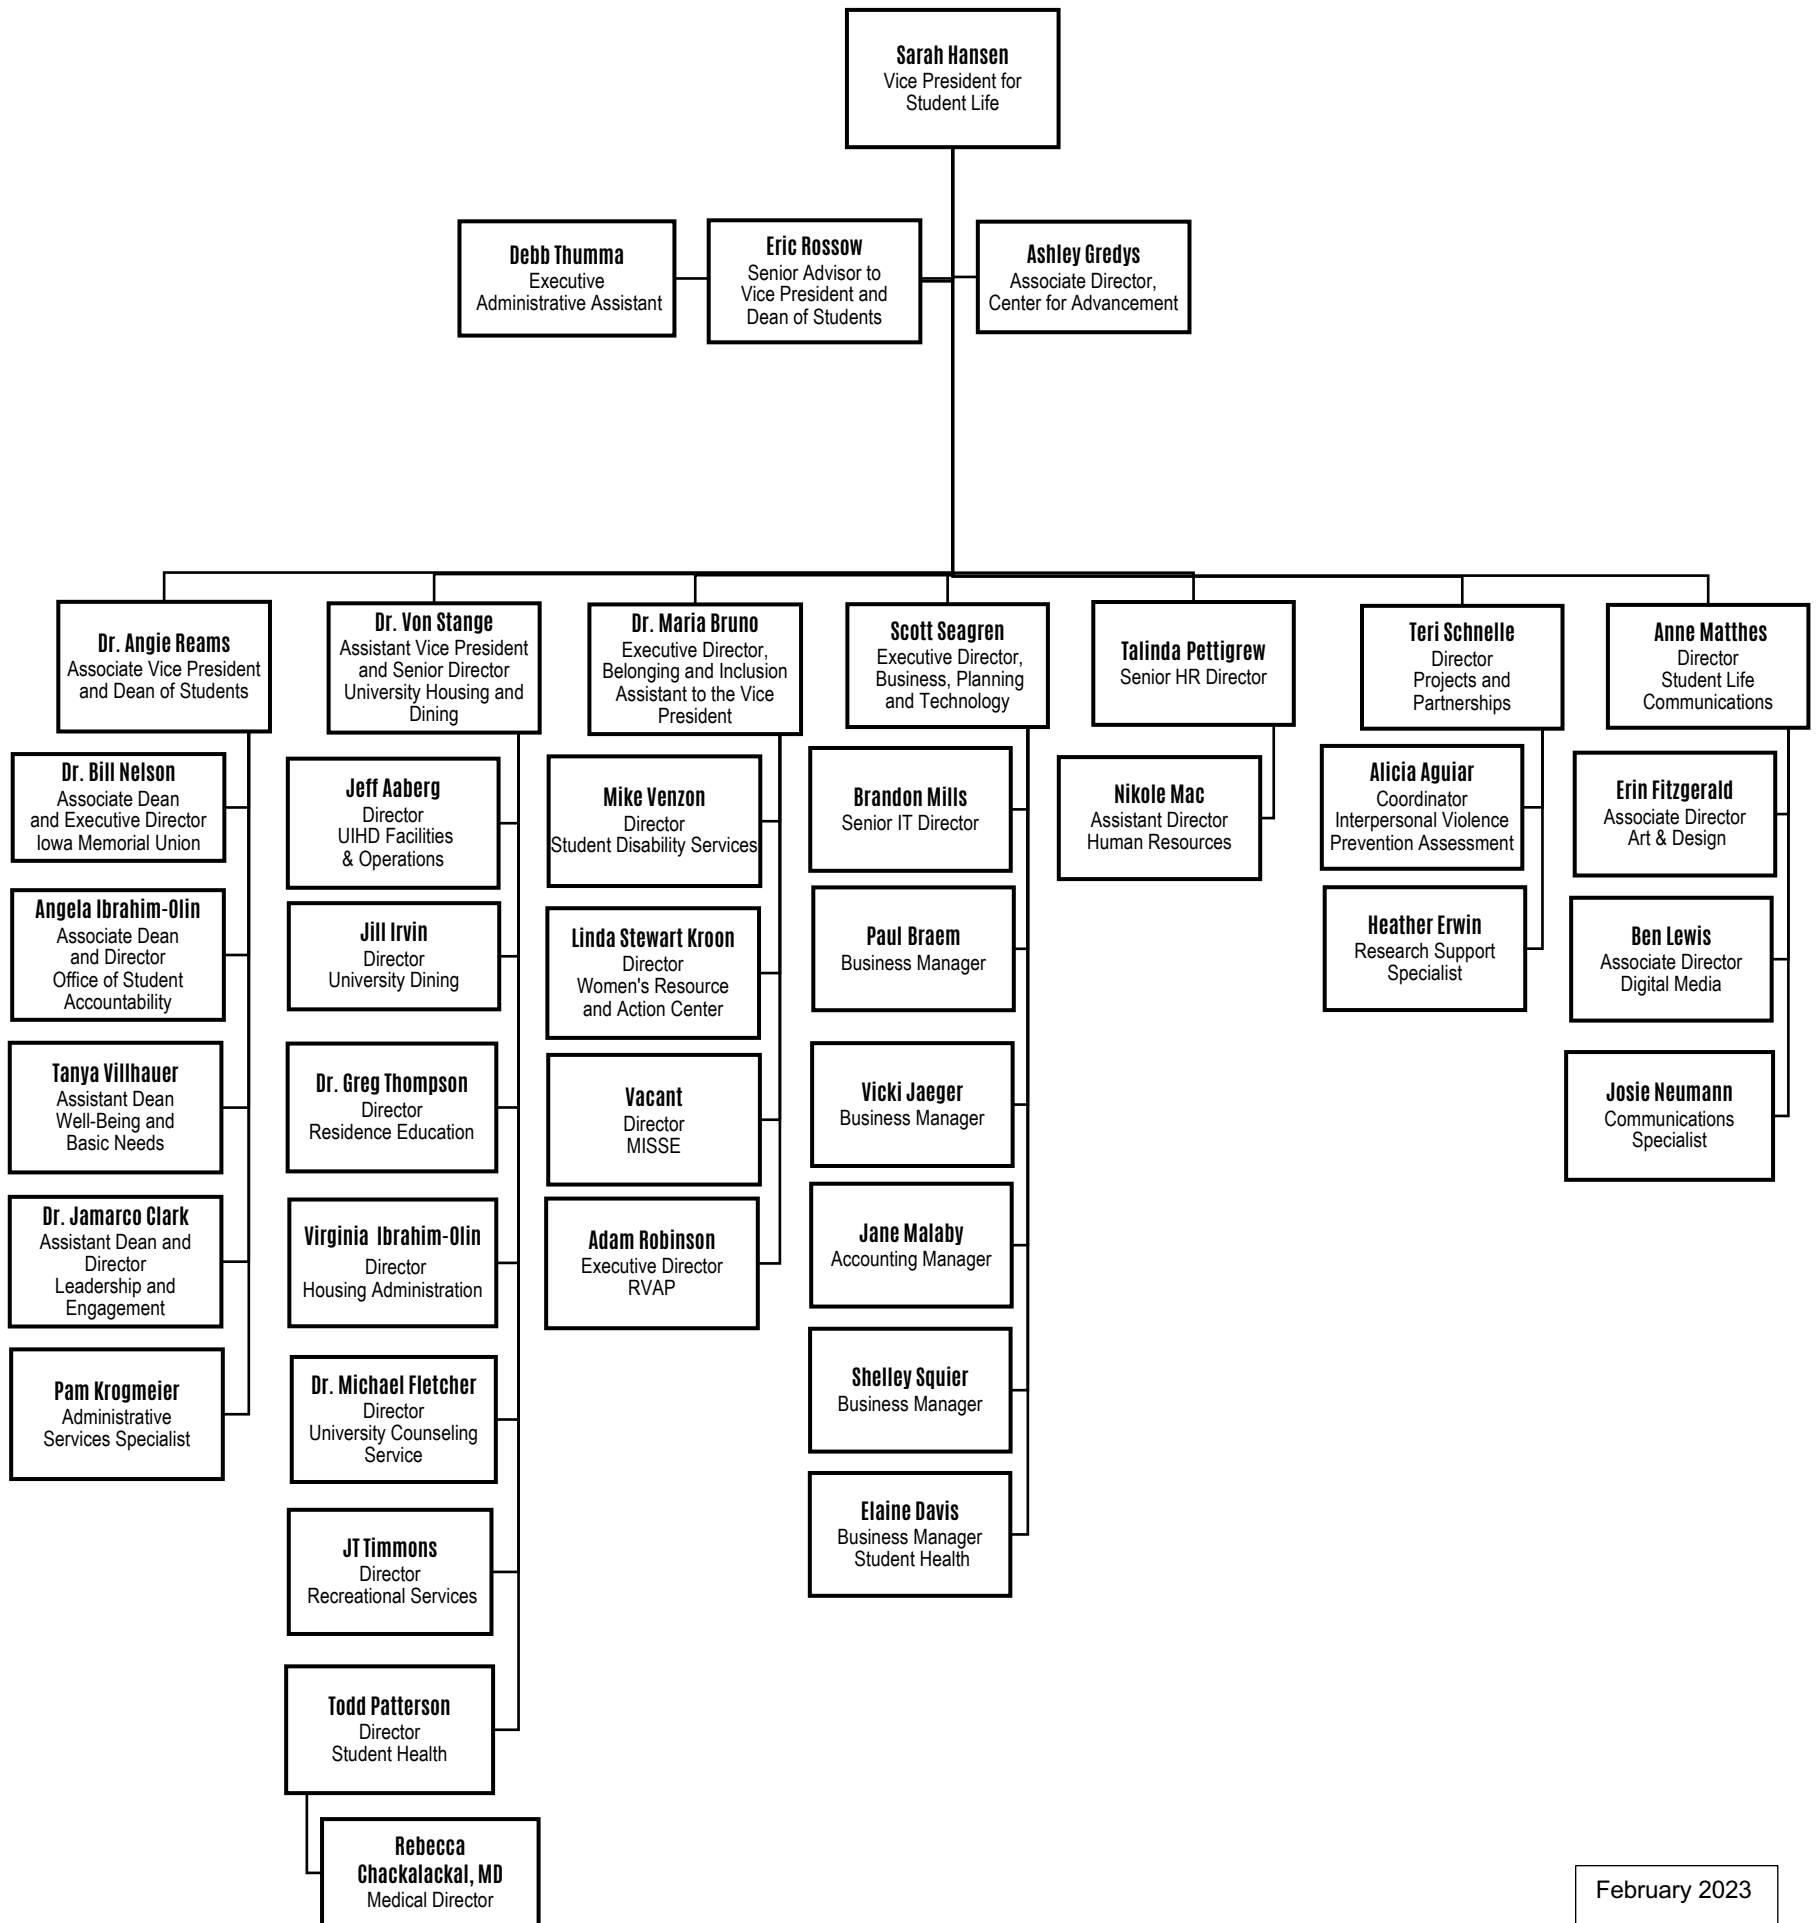 Sarah Hansen
Vice President for
Student Life
Debb Thumma
Executive
Administrative Assistant
Eric Rossow
Senior Advisor to
Vice President and
Dean of Students
Ashley Gredys
Associate Director,
Center for Advancement
Dr. Angie Reams
Associate Vice President
and Dean of Students
Dr. Bill Nelson
Associate Dean
and Executive Director
Iowa Memorial Union
Angela Ibrahim-Olin
Associate Dean
and Director
Office of Student
Accountability
Tanya Villhauer
Assistant Dean
Well-Being and
Basic Needs
Dr. Jamarco Clark
Assistant Dean and
Director
Leadership and
Engagement
Pam Krogmeier
Administrative
Services Specialist
Dr. Von Stange
Assistant Vice President
and Senior Director
University Housing and
Dining
Jeff Aaberg
Director
UIHD Facilities
& Operations
Jill Irvin
Director
University Dining
Dr. Greg Thompson
Director
Residence Education
Virginia Ibrahim-Olin
Director
Housing Administration
Dr. Michael Fletcher
Director
University Counseling
Service
JT Timmons
Director
Recreational Services
Todd Patterson
Director
Student Health
Rebecca
Chackalackal, MD
Medical Director
Dr. Maria Bruno
Executive Director,
Belonging and Inclusion
Assistant to the Vice
President
Mike Venzon
Director
Student Disability Services
Linda Stewart Kroon
Director
Women's Resource
and Action Center
Vacant
Director
MISSE
Adam Robinson
Executive Director
RVAP
Scott Seagren
Executive Director,
Business, Planning
and Technology
Brandon Mills
Senior IT Director
Paul Braem
Business Manager
Vicki Jaeger
Business Manager
Jane Malaby
Accounting Manager
Shelley Squier
Business Manager
Elaine Davis
Business Manager
Student Health
Talinda Pettigrew
Senior HR Director
Nikole Mac
Assistant Director
Human Resources
Teri Schnelle
Director
Projects and
Partnerships
Alicia Aguiar
Coordinator
Interpersonal Violence
Prevention Assessment
Heather Erwin
Research Support
Specialist
Anne Matthes
Director
Student Life
Communications
Erin Fitzgerald
Associate Director
Art & Design
Ben Lewis
Associate Director
Digital Media
Josie Neumann
Communications
Specialist
February 2023